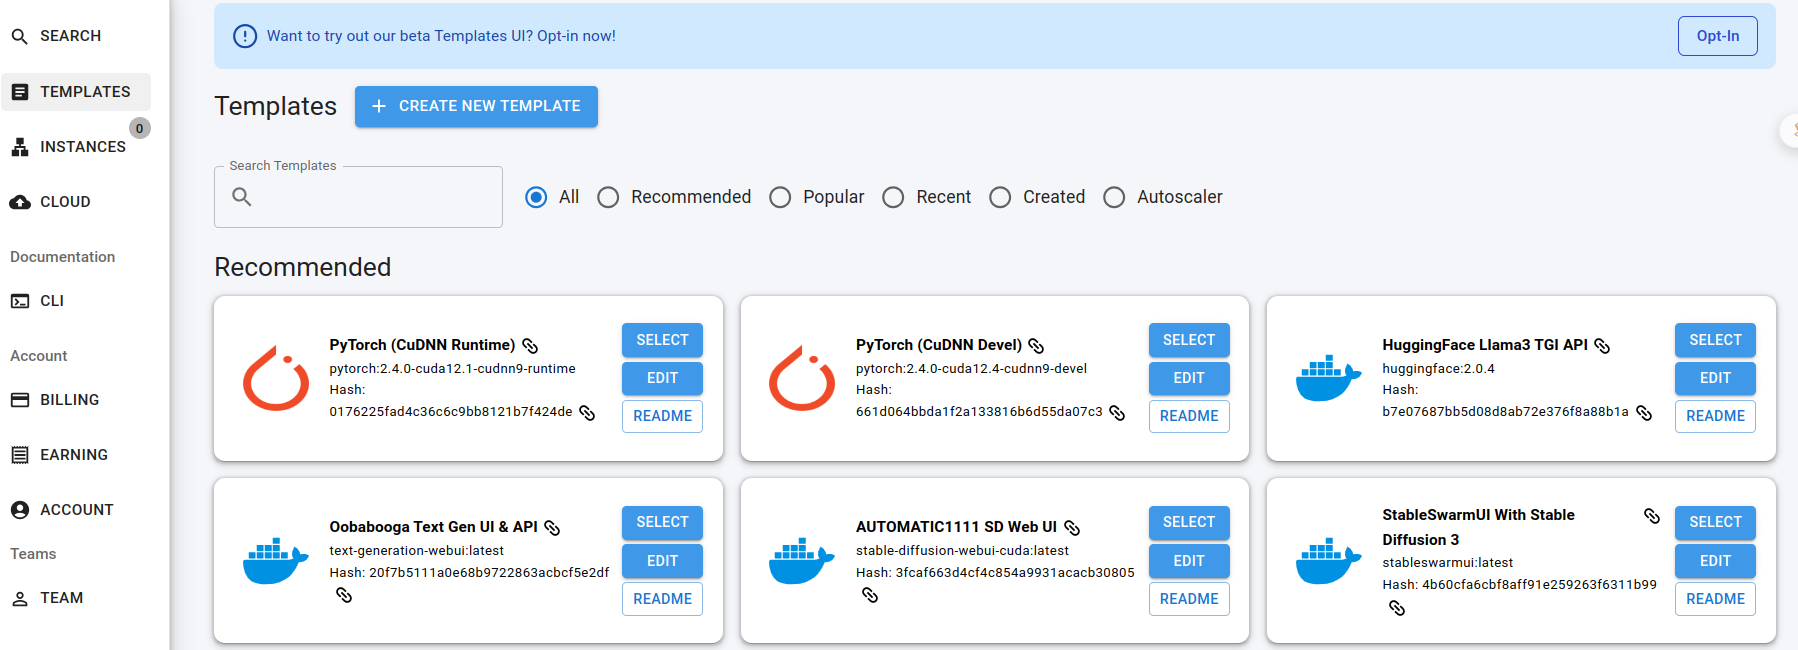 SEARCH
TEMPLATES
0
INSTANCES
CLOUD
Documentation
CLI
Account
BILLING
EARNING
ACCOUNT
Teams
TEAM
Want to try out our beta Templates UI? Opt-in now!
Opt-In
Templates
CREATE NEW TEMPLATE
Search Templates
All Recommended Popular Recent Created Autoscaler
Recommended
PyTorch (CuDNN Runtime)
pytorch:2.4.0-cuda12.1-cudnn9-runtime
Hash:
0176225fad4c36c6c9bb8121b7f424de
SELECT
EDIT
README
PyTorch (CuDNN Devel)
pytorch:2.4.0-cuda12.4-cudnn9-devel
Hash:
661d064bbda1f2a133816b6d55da07c3
SELECT
EDIT
README
HuggingFace Llama3 TGI API
huggingface:2.0.4
Hash:
b7e07687bb5d08d8ab72e376f8a88b1a
SELECT
EDIT
README
Oobabooga Text Gen UI & API
text-generation-webui:latest
Hash: 20f7b5111a0e68b9722863acbcf5e2df
SELECT
EDIT
README
AUTOMATIC1111 SD Web UI
stable-diffusion-webui-cuda:latest
Hash: 3fcaf663d4cf4c854a9931acacb30805
SELECT
EDIT
README
StableSwarmUI With Stable
Diffusion 3
stableswarmui:latest
Hash: 4b60cfa6cbf8aff91e259263f6311b99
SELECT
EDIT
README